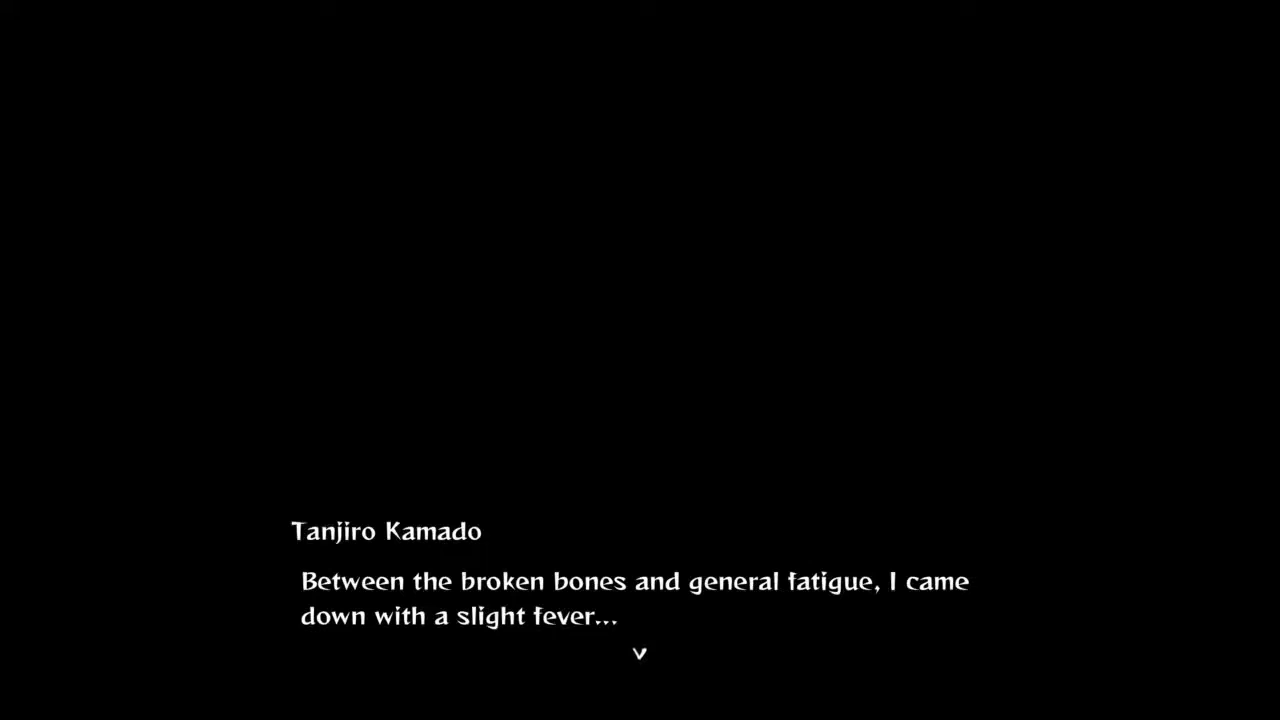 Tanjiro Kamado
Between the broken bones and general fatigue, I came
down with a slight fever...